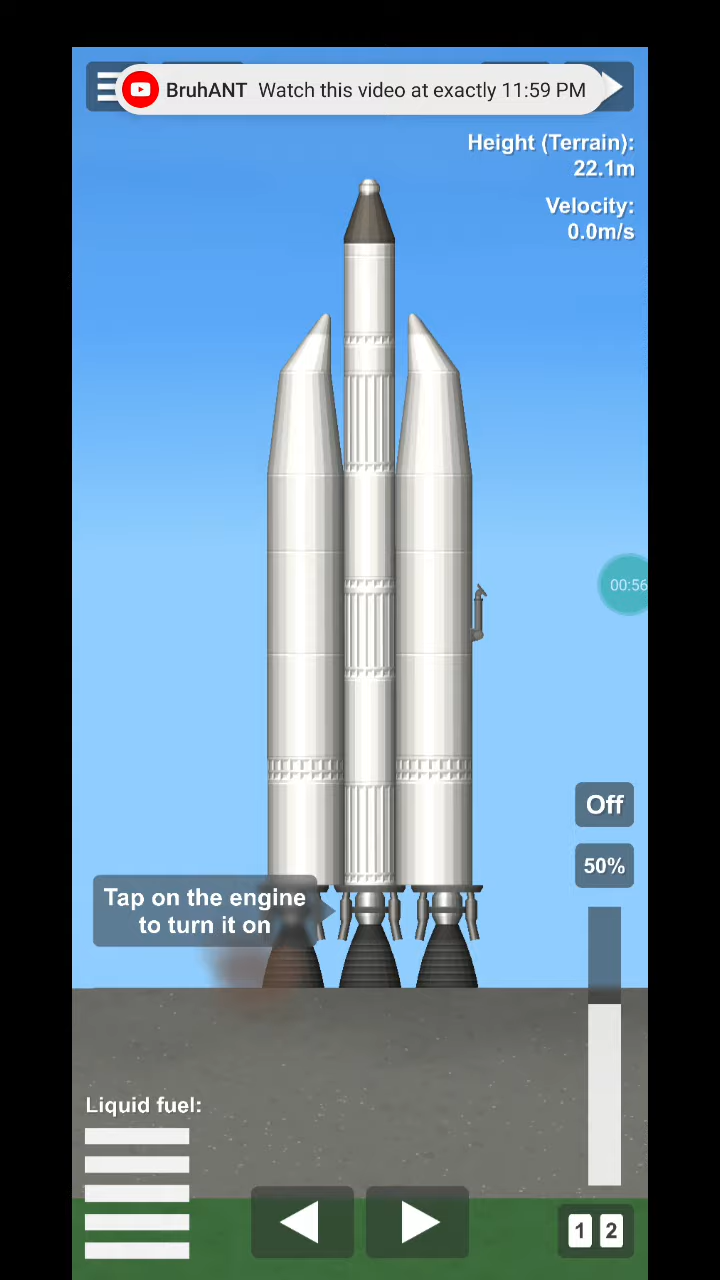 BruhANT Watch this video at exactly 11:59 PM
Height (Terrain):
22.1m
Velocity:
0.0m/s
00:56
Off
50%
Tap on the engine
to turn it on
Liquid fuel:
1 2